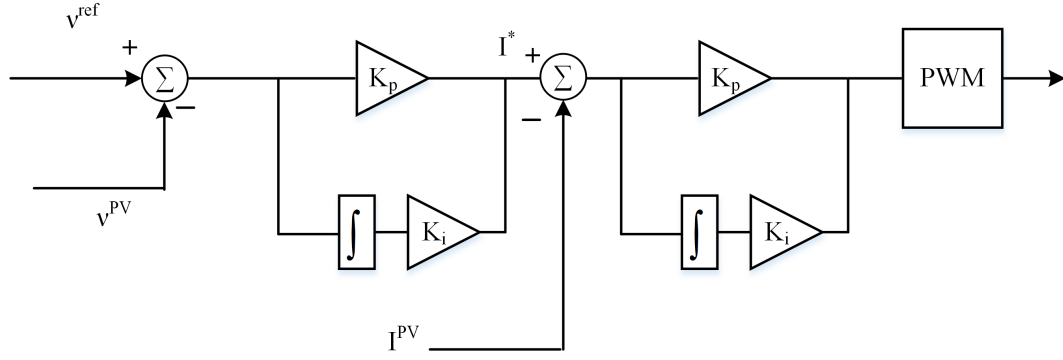 v^ref
+
Σ
−
v^PV
K_p
∫
K_i
I^*
+
Σ
−
I^PV
K_p
∫
K_i
PWM